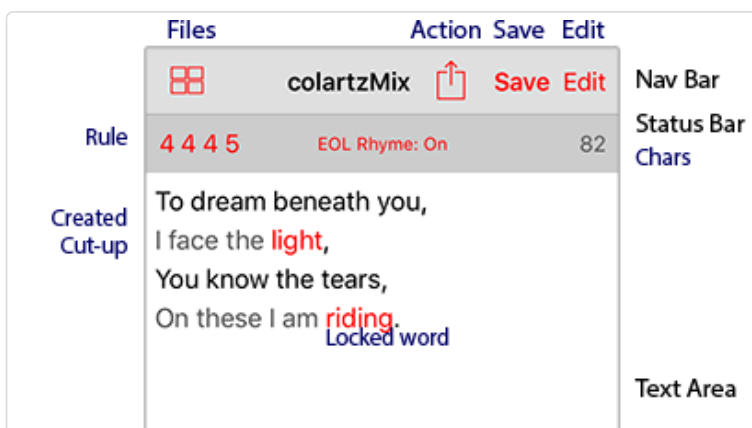 Files Action Save Edit
colartzMix Save Edit Nav Bar
Status Bar
Rule 4 4 4 5 EOL Rhyme: On 82
Chars
To dream beneath you,
Created
Cut-up
I face the light,
You know the tears,
On these I am riding.
Locked word
Text Area